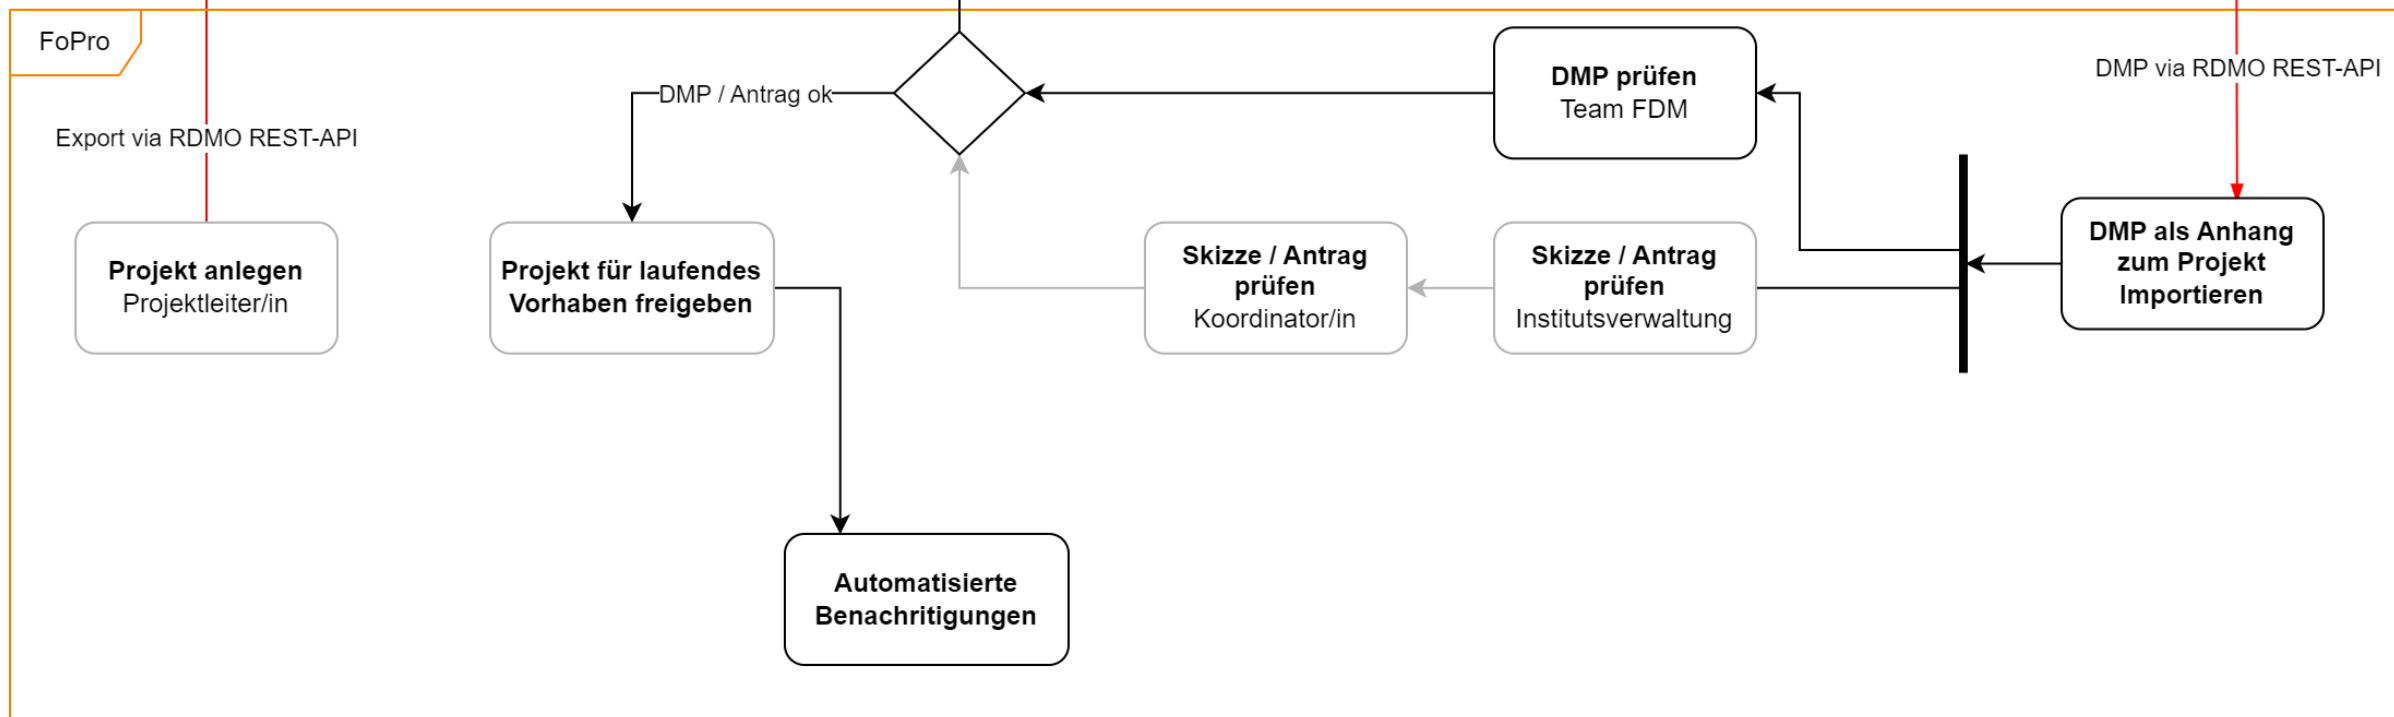 FoPro
DMP prüfen
Team FDM
DMP via RDMO REST-API
DMP / Antrag ok
Export via RDMO REST-API
Projekt anlegen
Projektleiter/in
Projekt für laufendes
Vorhaben freigeben
Skizze / Antrag
prüfen
Koordinator/in
Skizze / Antrag
prüfen
Institutsverwaltung
DMP als Anhang
zum Projekt
Importieren
Automatisierte
Benachritigungen